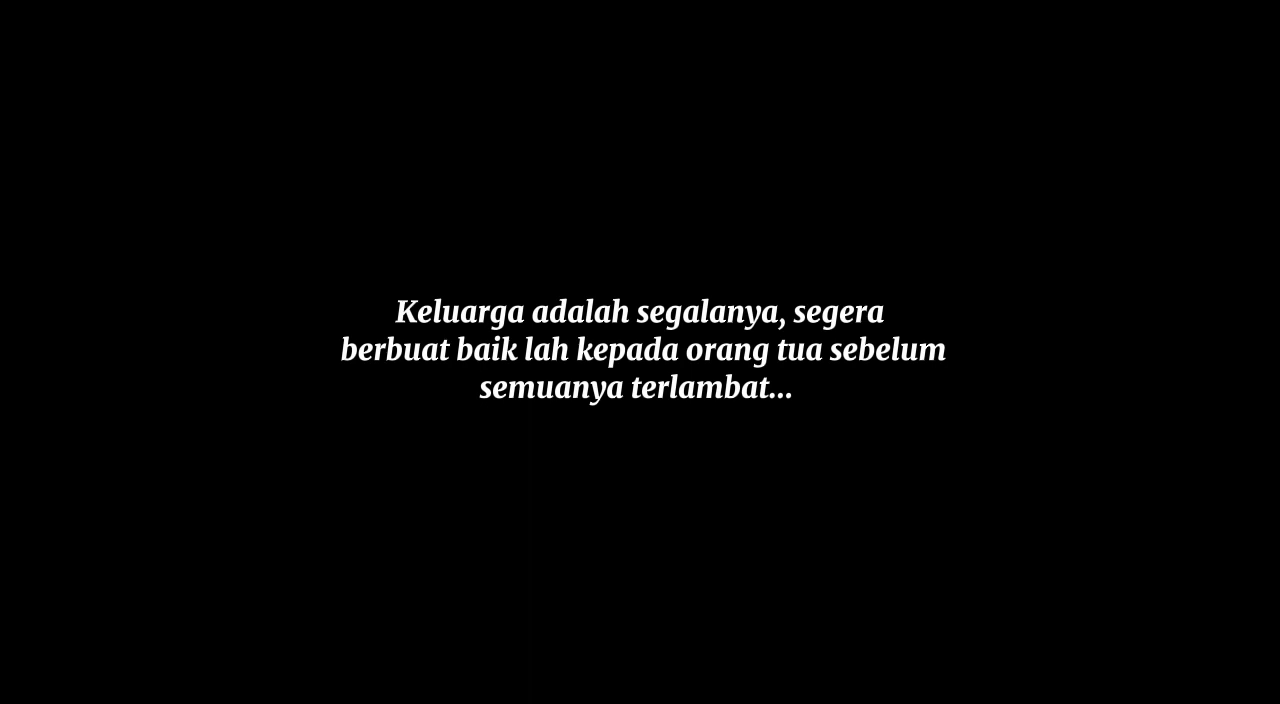 Keluarga adalah segalanya, segera
berbuat baik lah kepada orang tua sebelum
semuanya terlambat...